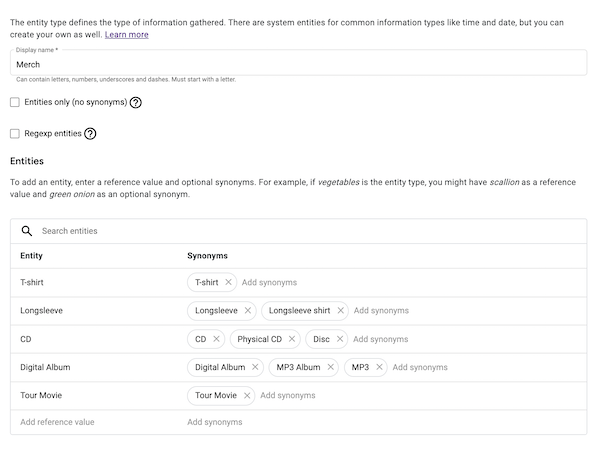 The entity type defines the type of information gathered. There are system entities for common information types like time and date, but you can
create your own as well. Learn more
Display name *
Merch
Can contain letters, numbers, underscores and dashes. Must start with a letter.
Entities only (no synonyms) ?
Regexp entities ?
Entities
To add an entity, enter a reference value and optional synonyms. For example, if vegetables is the entity type, you might have scallion as a reference
value and green onion as an optional synonym.
Search entities
Entity Synonyms
T-shirt T-shirt Add synonyms
Longsleeve Longsleeve Longsleeve shirt Add synonyms
CD CD Physical CD Disc Add synonyms
Digital Album Digital Album MP3 Album MP3 Add synonyms
Tour Movie Tour Movie Add synonyms
Add reference value Add synonyms